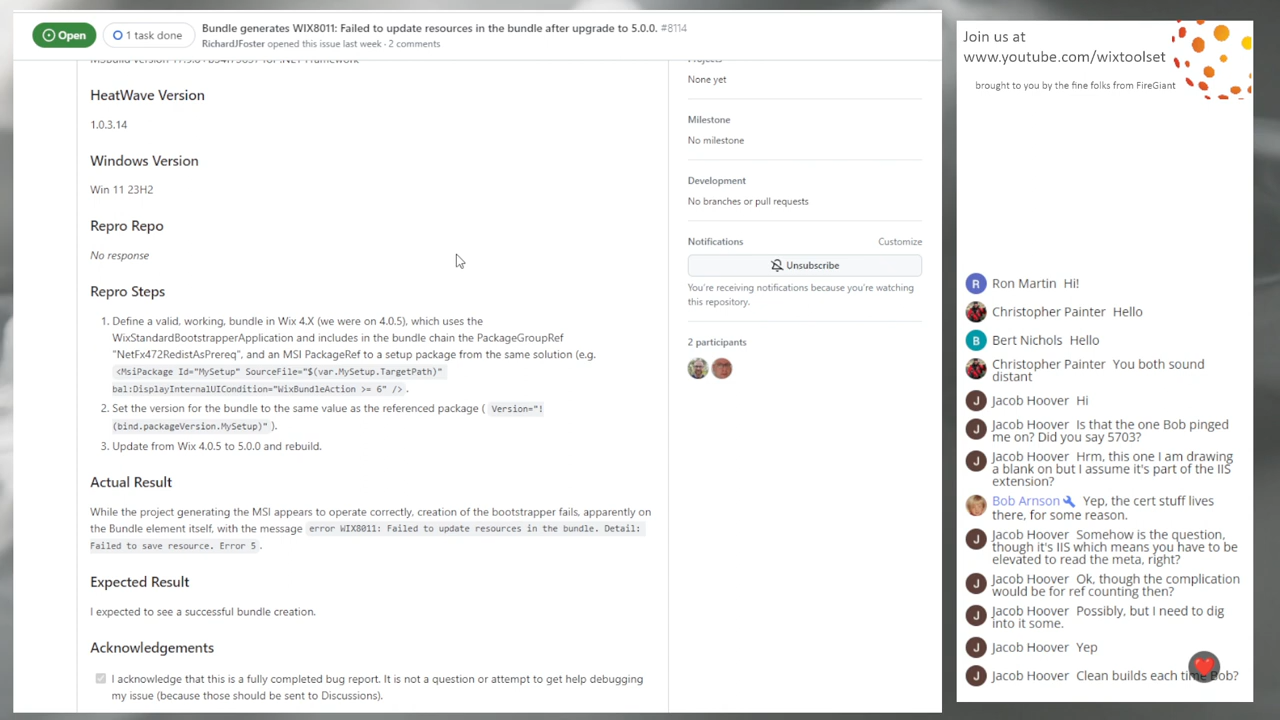 Open
1 task done
Bundle generates WIX8011: Failed to update resources in the bundle after upgrade to 5.0.0. #8114
RichardJFoster opened this issue last week · 2 comments
HeatWave Version
1.0.3.14
Windows Version
Win 11 23H2
Repro Repo
No response
Repro Steps
1. Define a valid, working, bundle in Wix 4.X (we were on 4.0.5), which uses the
WixStandardBootstrapperApplication and includes in the bundle chain the PackageGroupRef
"NetFx472RedistAsPrereq", and an MSI PackageRef to a setup package from the same solution (e.g.
<MsiPackage Id="MySetup" SourceFile="$(var.MySetup.TargetPath)"
bal:DisplayInternalUICondition="WixBundleAction >= 6" /> .
2. Set the version for the bundle to the same value as the referenced package ( Version="!
(bind.packageVersion.MySetup)" ).
3. Update from Wix 4.0.5 to 5.0.0 and rebuild.
Actual Result
While the project generating the MSI appears to operate correctly, creation of the bootstrapper fails, apparently on
the Bundle element itself, with the message error WIX8011: Failed to update resources in the bundle. Detail:
Failed to save resource. Error 5 .
Expected Result
I expected to see a successful bundle creation.
Acknowledgements
I acknowledge that this is a fully completed bug report. It is not a question or attempt to get help debugging
my issue (because those should be sent to Discussions).
Projects
None yet
Milestone
No milestone
Development
No branches or pull requests
Notifications
Customize
Unsubscribe
You're receiving notifications because you're watching
this repository.
2 participants
Join us at
www.youtube.com/wixtoolset
brought to you by the fine folks from FireGiant
R Ron Martin Hi!
Christopher Painter Hello
B Bert Nichols Hello
Christopher Painter You both sound
distant
J Jacob Hoover Hi
J Jacob Hoover Is that the one Bob pinged
me on? Did you say 5703?
J Jacob Hoover Hrm, this one I am drawing
a blank on but I assume it's part of the IIS
extension?
Bob Arnson Yep, the cert stuff lives
there, for some reason.
J Jacob Hoover Somehow is the question,
though it's IIS which means you have to be
elevated to read the meta, right?
J Jacob Hoover Ok, though the complication
would be for ref counting then?
J Jacob Hoover Possibly, but I need to dig
into it some.
J Jacob Hoover Yep
J Jacob Hoover Clean builds each time Bob?